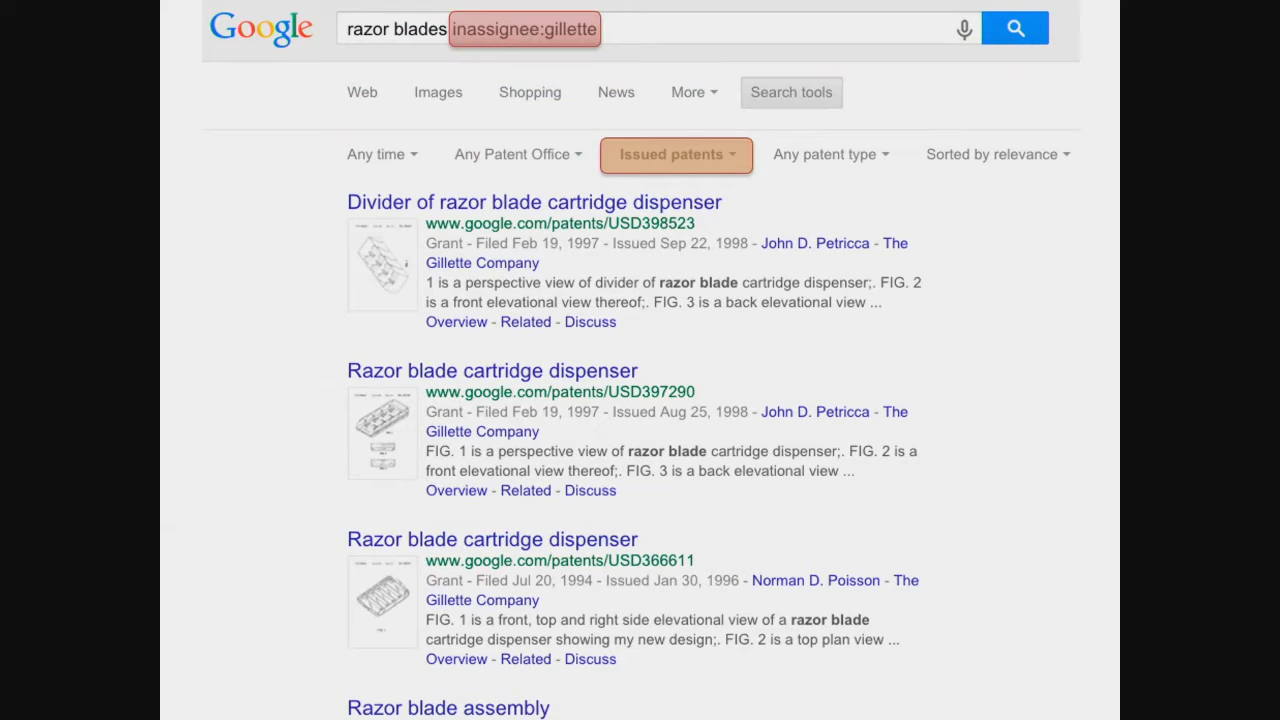 Google razor blades inassignee:gillette
Web Images Shopping News More Search tools
Any time Any Patent Office Issued patents Any patent type Sorted by relevance
Divider of razor blade cartridge dispenser
www.google.com/patents/USD398523
Grant - Filed Feb 19, 1997 - Issued Sep 22, 1998 - John D. Petricca - The
Gillette Company
1 is a perspective view of divider of razor blade cartridge dispenser;. FIG. 2
is a front elevational view thereof;. FIG. 3 is a back elevational view ...
Overview - Related - Discuss
Razor blade cartridge dispenser
www.google.com/patents/USD397290
Grant - Filed Feb 19, 1997 - Issued Aug 25, 1998 - John D. Petricca - The
Gillette Company
FIG. 1 is a perspective view of razor blade cartridge dispenser;. FIG. 2 is a
front elevational view thereof;. FIG. 3 is a back elevational view ...
Overview - Related - Discuss
Razor blade cartridge dispenser
www.google.com/patents/USD366611
Grant - Filed Jul 20, 1994 - Issued Jan 30, 1996 - Norman D. Poisson - The
Gillette Company
FIG. 1 is a front, top and right side elevational view of a razor blade
cartridge dispenser showing my new design;. FIG. 2 is a top plan view ...
Overview - Related - Discuss
Razor blade assembly